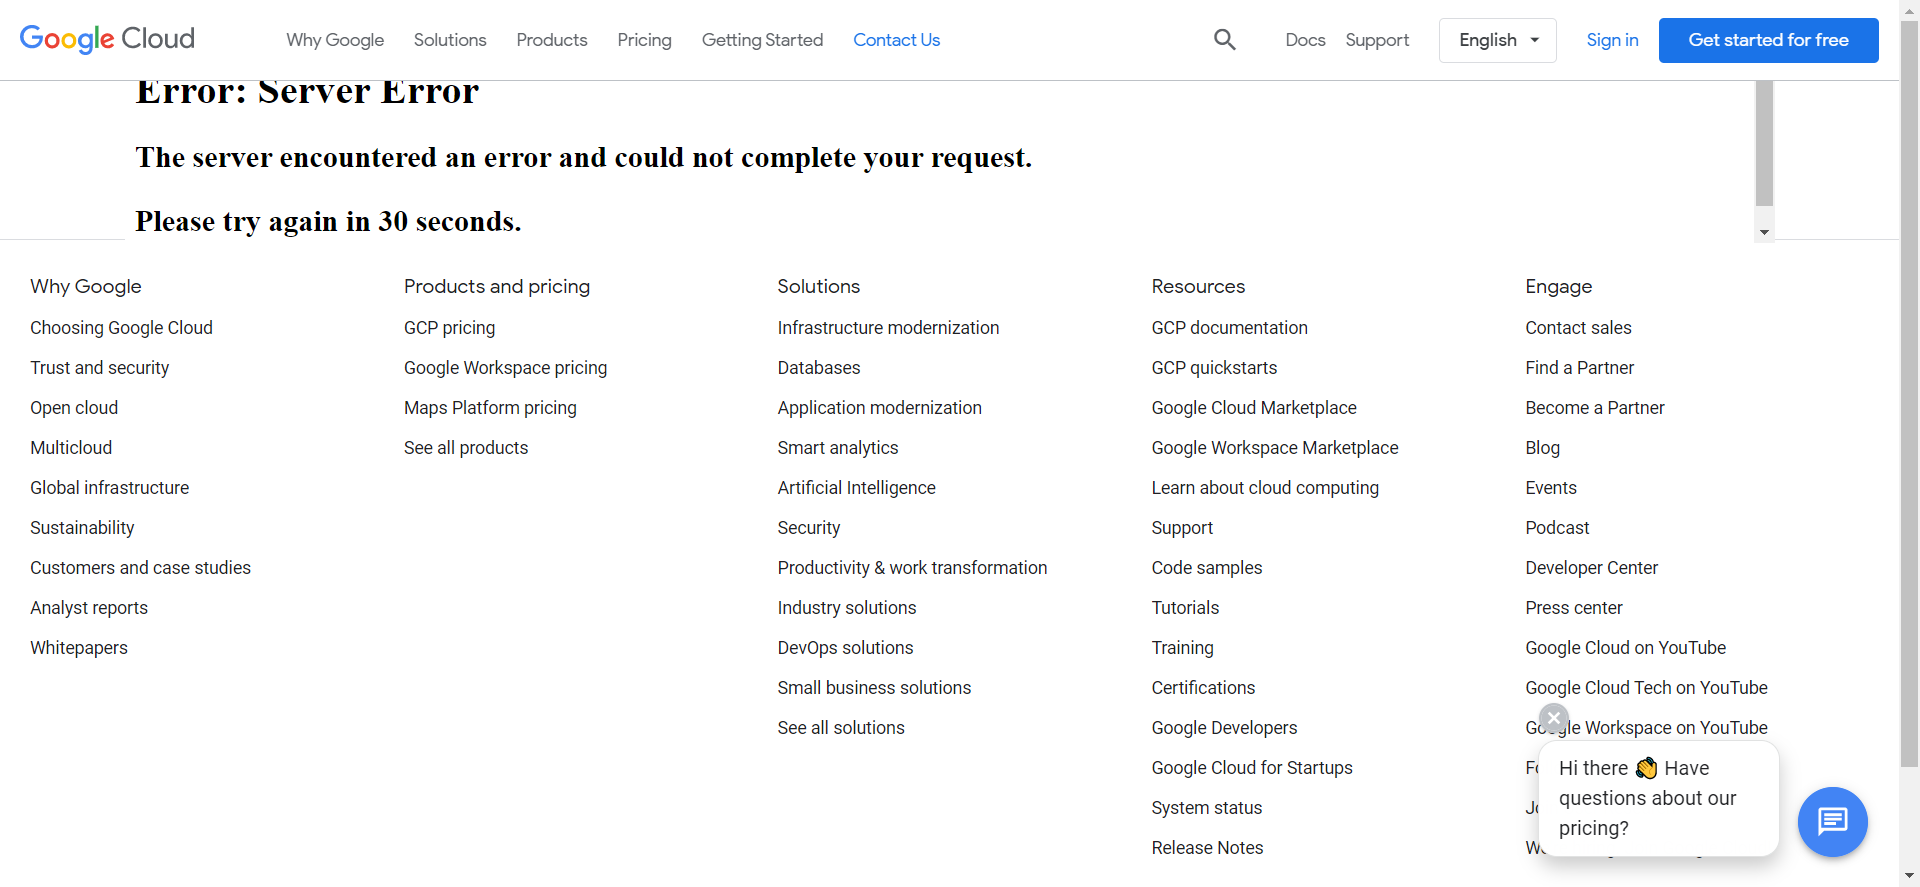 Google Cloud
Why Google
Solutions
Products
Pricing
Getting Started
Contact Us
Docs
Support
English
Sign in
Get started for free
Error: Server Error
The server encountered an error and could not complete your request.
Please try again in 30 seconds.
Why Google
Choosing Google Cloud
Trust and security
Open cloud
Multicloud
Global infrastructure
Sustainability
Customers and case studies
Analyst reports
Whitepapers
Products and pricing
GCP pricing
Google Workspace pricing
Maps Platform pricing
See all products
Solutions
Infrastructure modernization
Databases
Application modernization
Smart analytics
Artificial Intelligence
Security
Productivity & work transformation
Industry solutions
DevOps solutions
Small business solutions
See all solutions
Resources
GCP documentation
GCP quickstarts
Google Cloud Marketplace
Google Workspace Marketplace
Learn about cloud computing
Support
Code samples
Tutorials
Training
Certifications
Google Developers
Google Cloud for Startups
System status
Release Notes
Engage
Contact sales
Find a Partner
Become a Partner
Blog
Events
Podcast
Developer Center
Press center
Google Cloud on YouTube
Google Cloud Tech on YouTube
Google Workspace on YouTube
Hi there 👋 Have
questions about our
pricing?